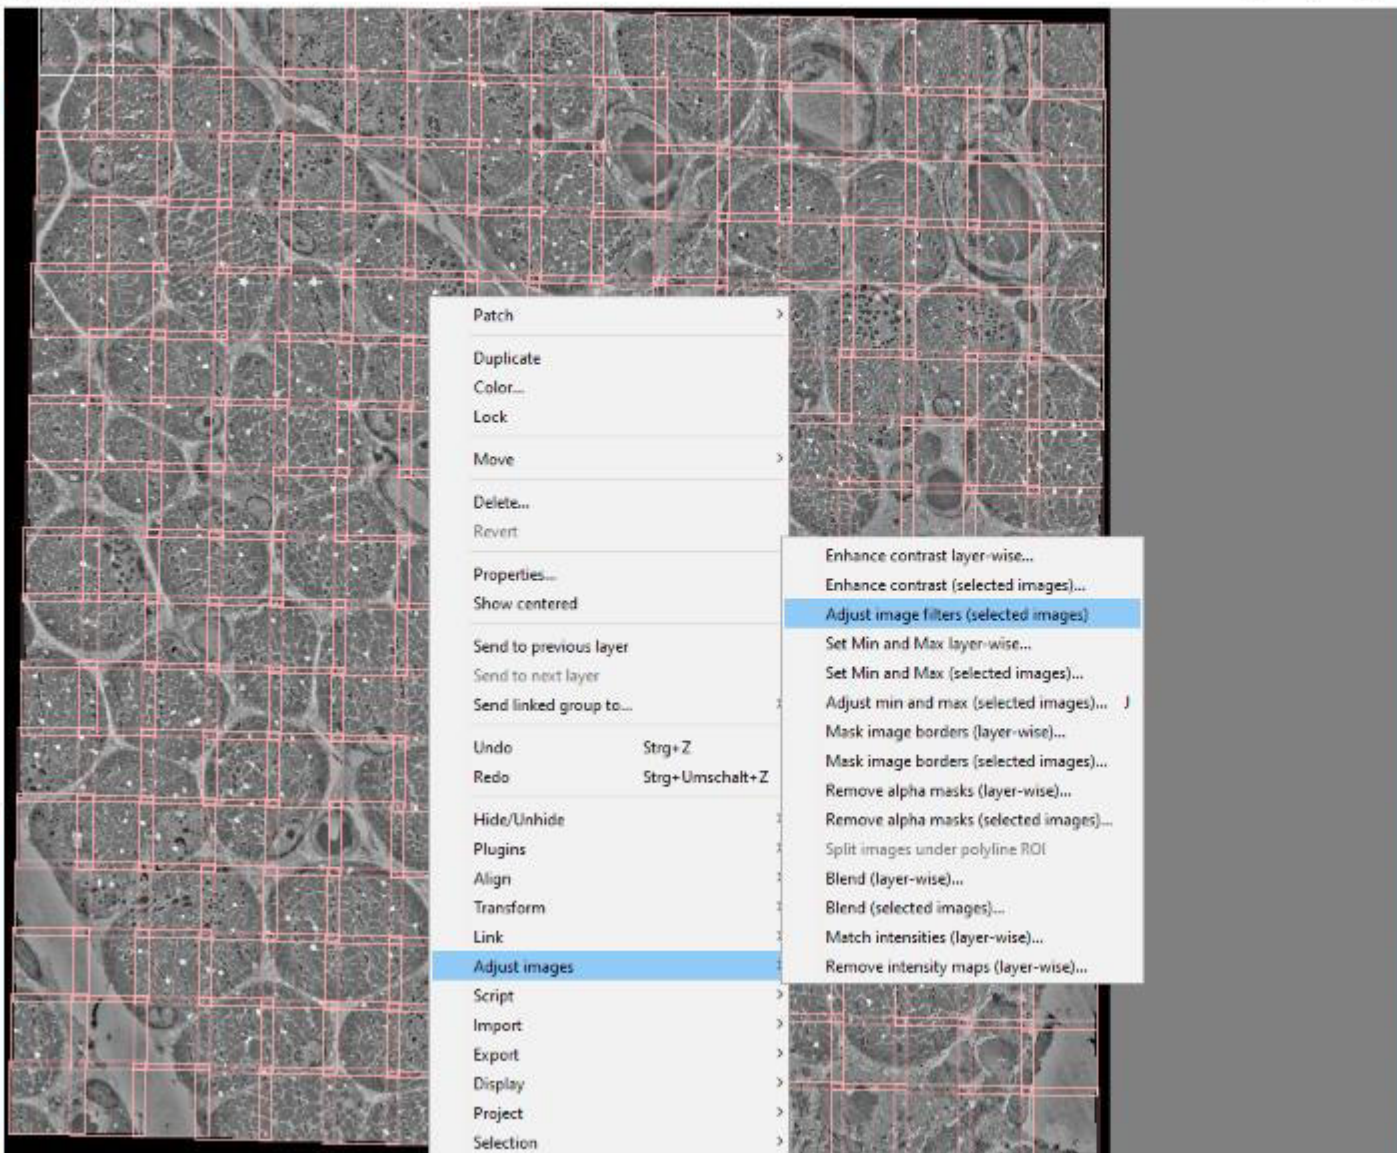 Patch
Duplicate
Color...
Lock
Move
Delete...
Revert
Properties...
Show centered
Send to previous layer
Send to next layer
Send linked group to...
Undo Strg+Z
Redo Strg+Umschalt+Z
Hide/Unhide
Plugins
Align
Transform
Link
Adjust images
Script
Import
Export
Display
Project
Selection
Enhance contrast layer-wise...
Enhance contrast (selected images)...
Adjust image filters (selected images)
Set Min and Max layer-wise...
Set Min and Max (selected images)...
Adjust min and max (selected images)... J
Mask image borders (layer-wise)...
Mask image borders (selected images)...
Remove alpha masks (layer-wise)...
Remove alpha masks (selected images)...
Split images under polyline ROI
Blend (layer-wise)...
Blend (selected images)...
Match intensities (layer-wise)...
Remove intensity maps (layer-wise)...